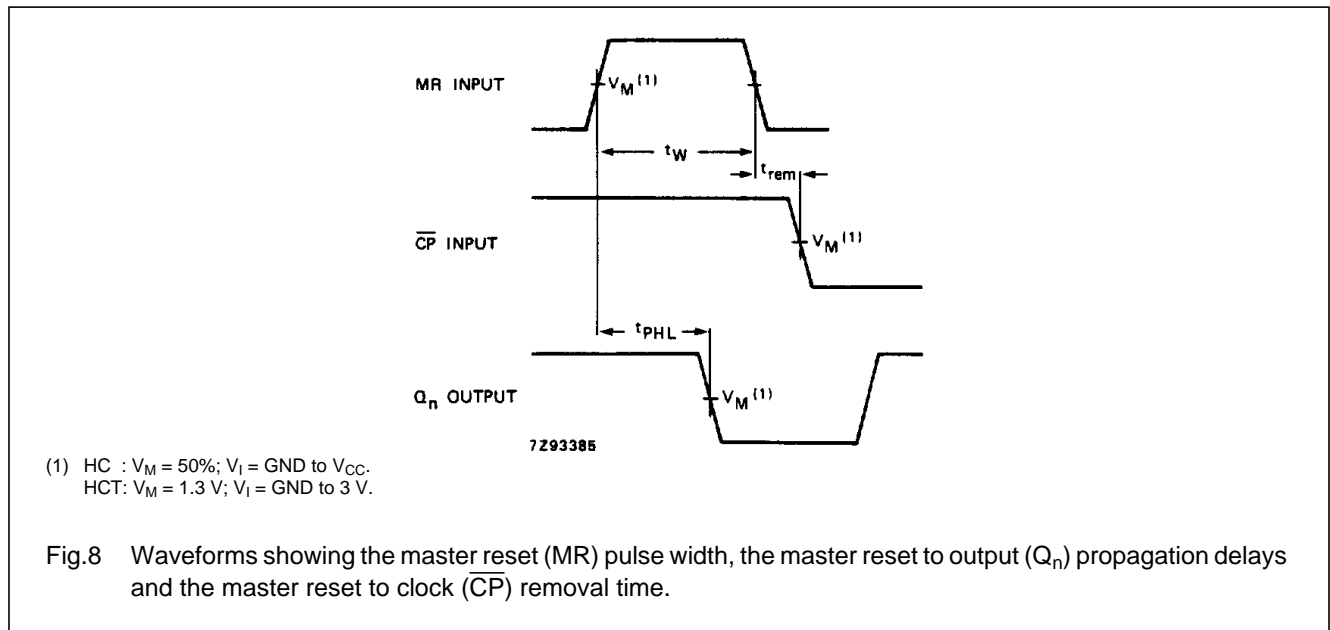 MR INPUT
VM(1)
tW
trem
CP INPUT
VM(1)
tPHL
Qn OUTPUT
VM(1)
7Z93385
(1) HC : VM = 50%; VI = GND to VCC.
HCT: VM = 1.3 V; VI = GND to 3 V.
Fig.8 Waveforms showing the master reset (MR) pulse width, the master reset to output (Qn) propagation delays
and the master reset to clock (CP) removal time.